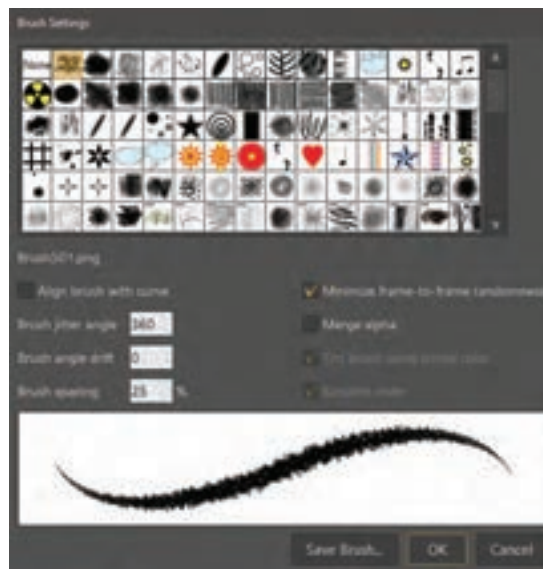 Brush Settings
Brush501.png
Align brush with curve
Minimize frame-to-frame randomness
Brush jitter angle 360
Merge alpha
Brush angle drift 0
Brush spacing 25 %
Save Brush...
OK
Cancel